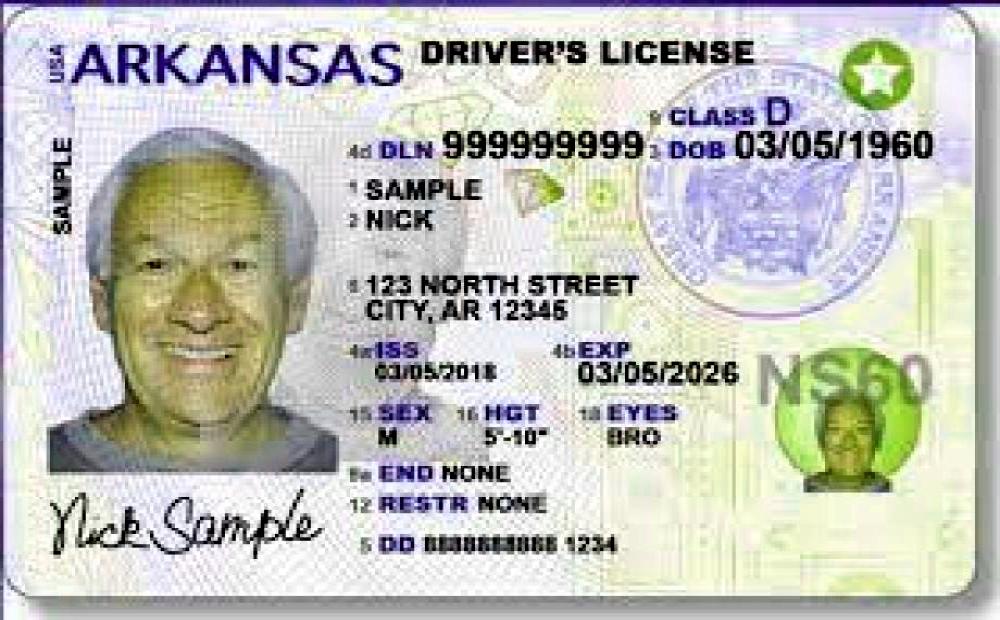 USA ARKANSAS DRIVER'S LICENSE
9 CLASS D
4d DLN 999999999 3 DOB 03/05/1960
SAMPLE
1 SAMPLE
2 NICK
8 123 NORTH STREET
CITY, AR 12345
4a ISS 4b EXP
03/05/2018 03/05/2026
NS60
15 SEX 16 HGT 18 EYES
M 5'-10" BRO
9a END NONE
12 RESTR NONE
Nick Sample
5 DD 8888888888 1234